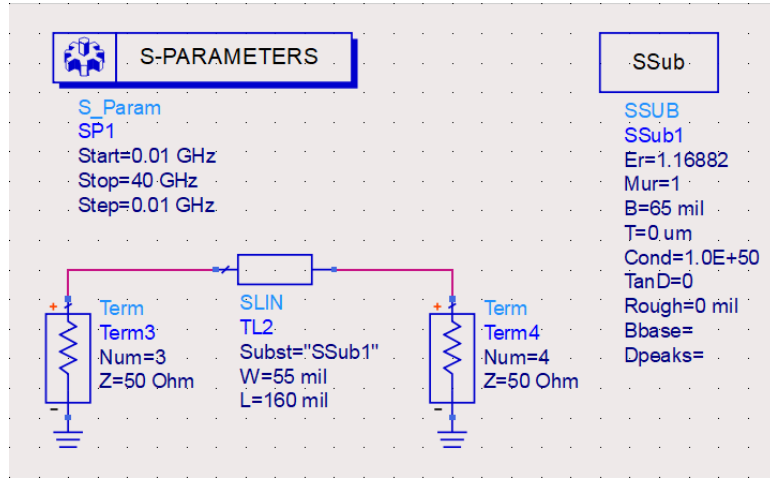 S-PARAMETERS
S_Param
SP1
Start=0.01 GHz
Stop=40 GHz
Step=0.01 GHz
SSub
SSUB
SSub1
Er=1.16882
Mur=1
B=65 mil
T=0 um
Cond=1.0E+50
TanD=0
Rough=0 mil
Bbase=
Dpeaks=
+
Term
Term3
Num=3
Z=50 Ohm
-
SLIN
TL2
Subst="SSub1"
W=55 mil
L=160 mil
+
Term
Term4
Num=4
Z=50 Ohm
-